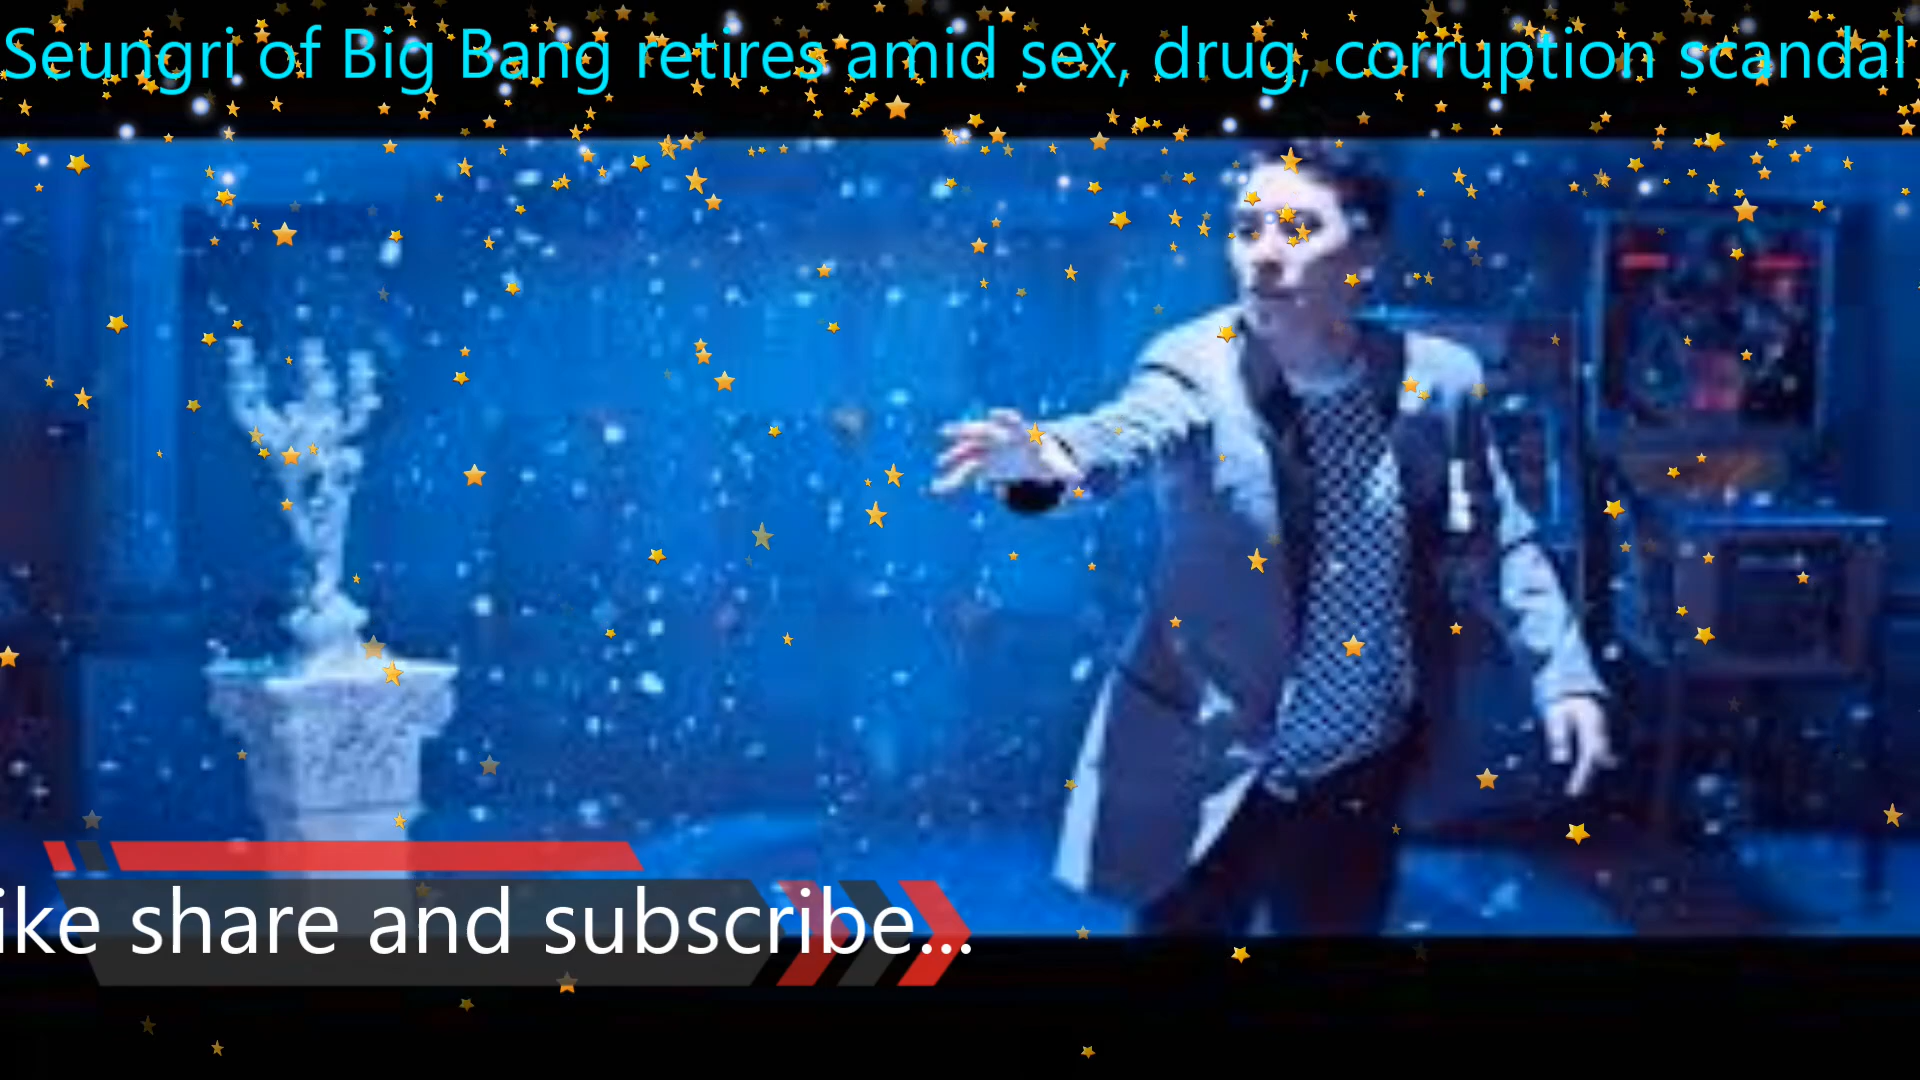 Seungri of Big Bang retires amid sex, drug, corruption scandal
ike share and subscribe...